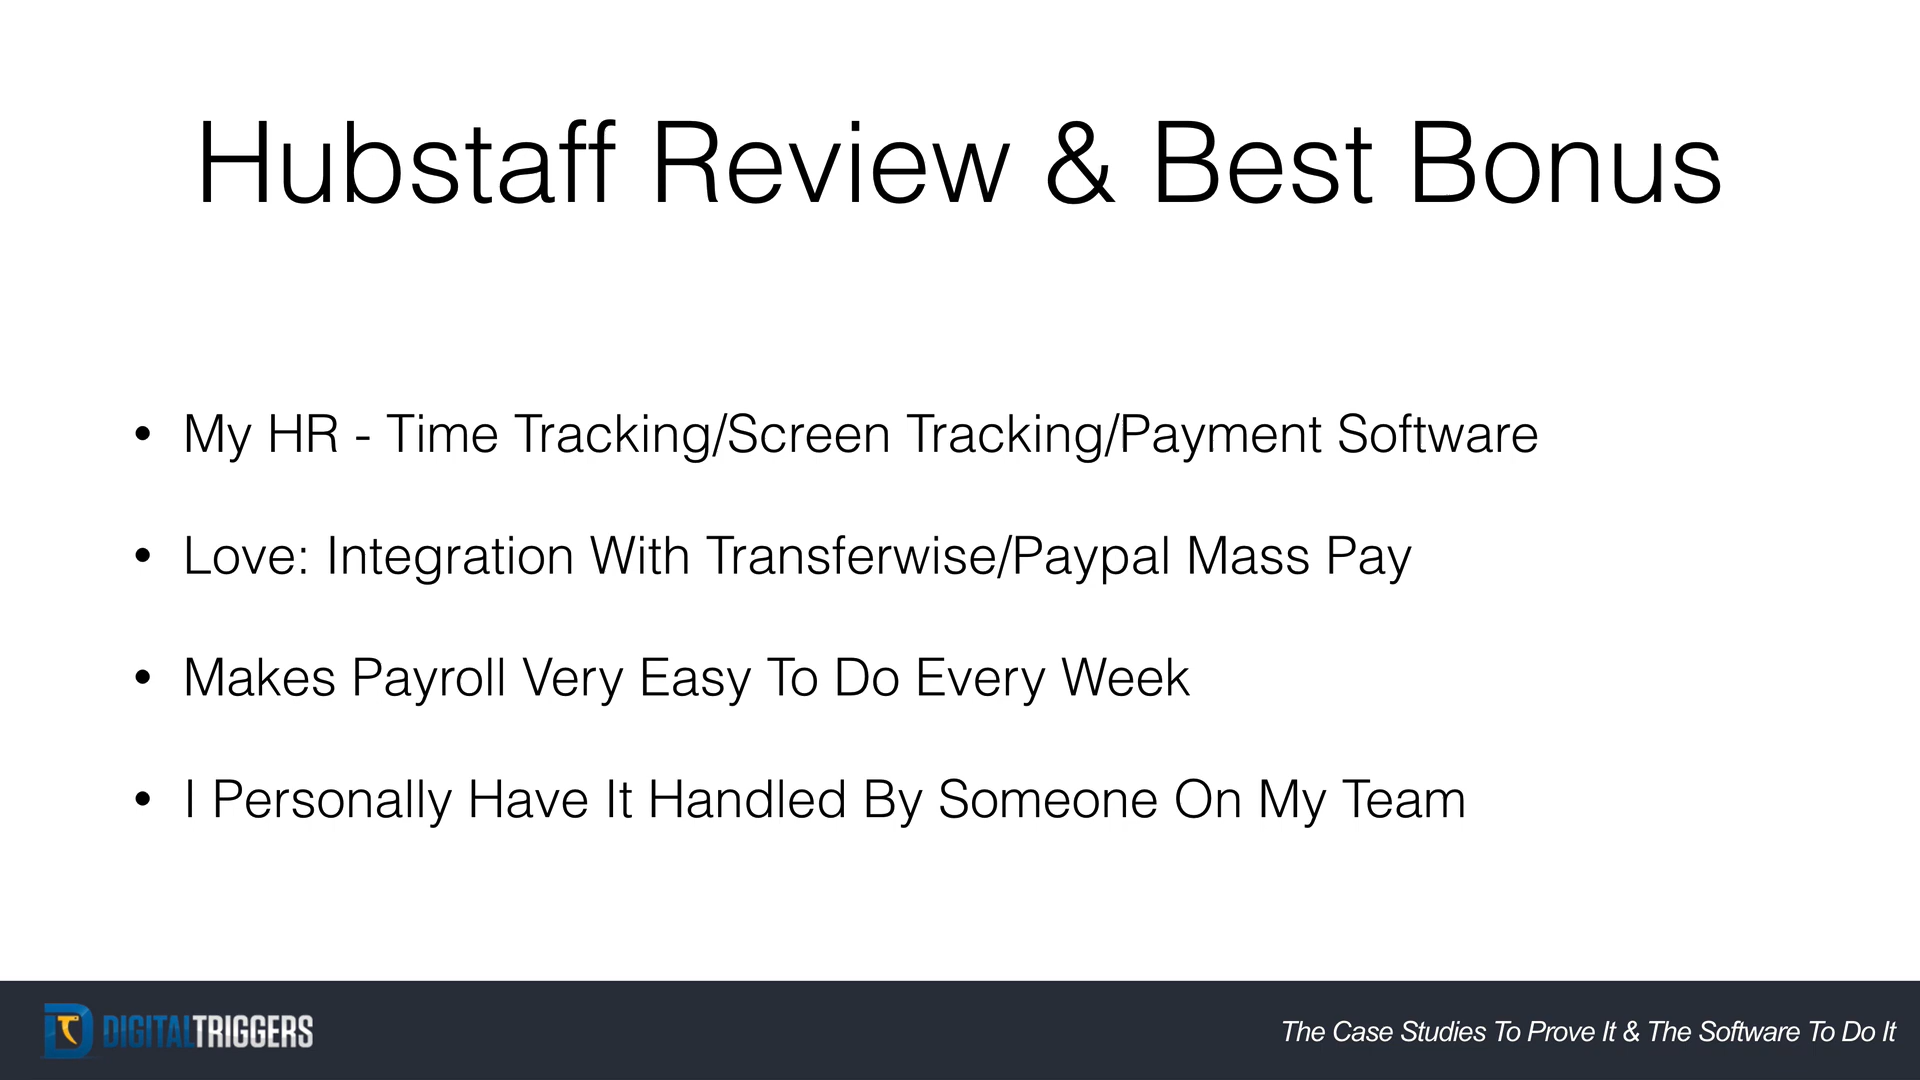 Hubstaff Review & Best Bonus
• My HR - Time Tracking/Screen Tracking/Payment Software
• Love: Integration With Transferwise/Paypal Mass Pay
• Makes Payroll Very Easy To Do Every Week
• I Personally Have It Handled By Someone On My Team
DIGITALTRIGGERS
The Case Studies To Prove It & The Software To Do It